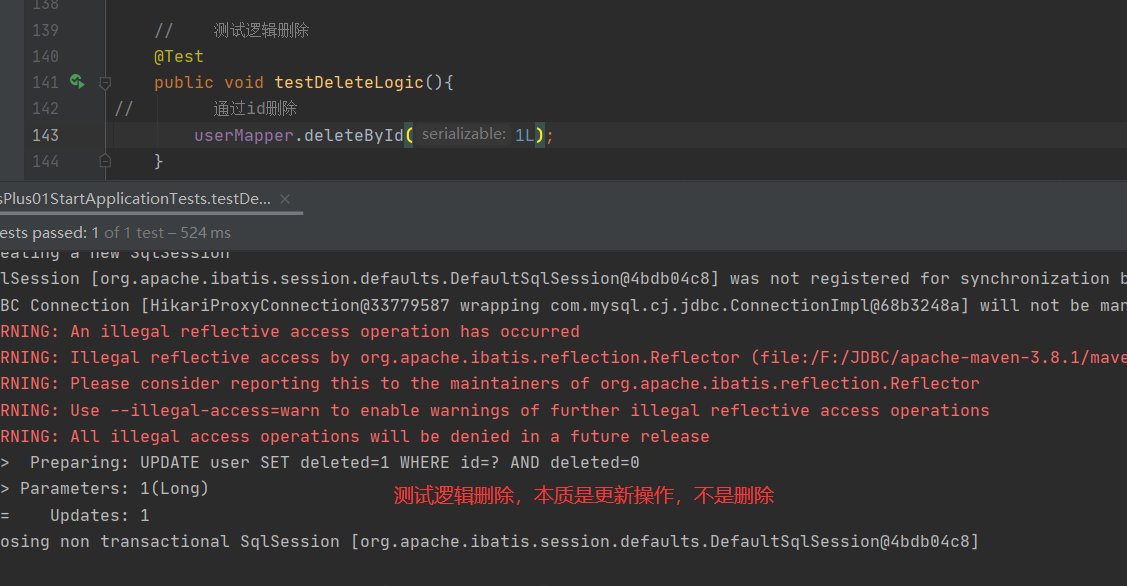 138
139 // 测试逻辑删除
140 @Test
141 public void testDeleteLogic(){
142 // 通过id删除
143 userMapper.deleteById( serializable: 1L);
144 }
sPlus01StartApplicationTests.testDe... ×
ests passed: 1 of 1 test – 524 ms
eating a new SqlSession
lSession [org.apache.ibatis.session.defaults.DefaultSqlSession@4bdb04c8] was not registered for synchronization b
BC Connection [HikariProxyConnection@33779587 wrapping com.mysql.cj.jdbc.ConnectionImpl@68b3248a] will not be man
RNING: An illegal reflective access operation has occurred
RNING: Illegal reflective access by org.apache.ibatis.reflection.Reflector (file:/F:/JDBC/apache-maven-3.8.1/mave
RNING: Please consider reporting this to the maintainers of org.apache.ibatis.reflection.Reflector
RNING: Use --illegal-access=warn to enable warnings of further illegal reflective access operations
RNING: All illegal access operations will be denied in a future release
> Preparing: UPDATE user SET deleted=1 WHERE id=? AND deleted=0
> Parameters: 1(Long)
测试逻辑删除，本质是更新操作，不是删除
= Updates: 1
osing non transactional SqlSession [org.apache.ibatis.session.defaults.DefaultSqlSession@4bdb04c8]